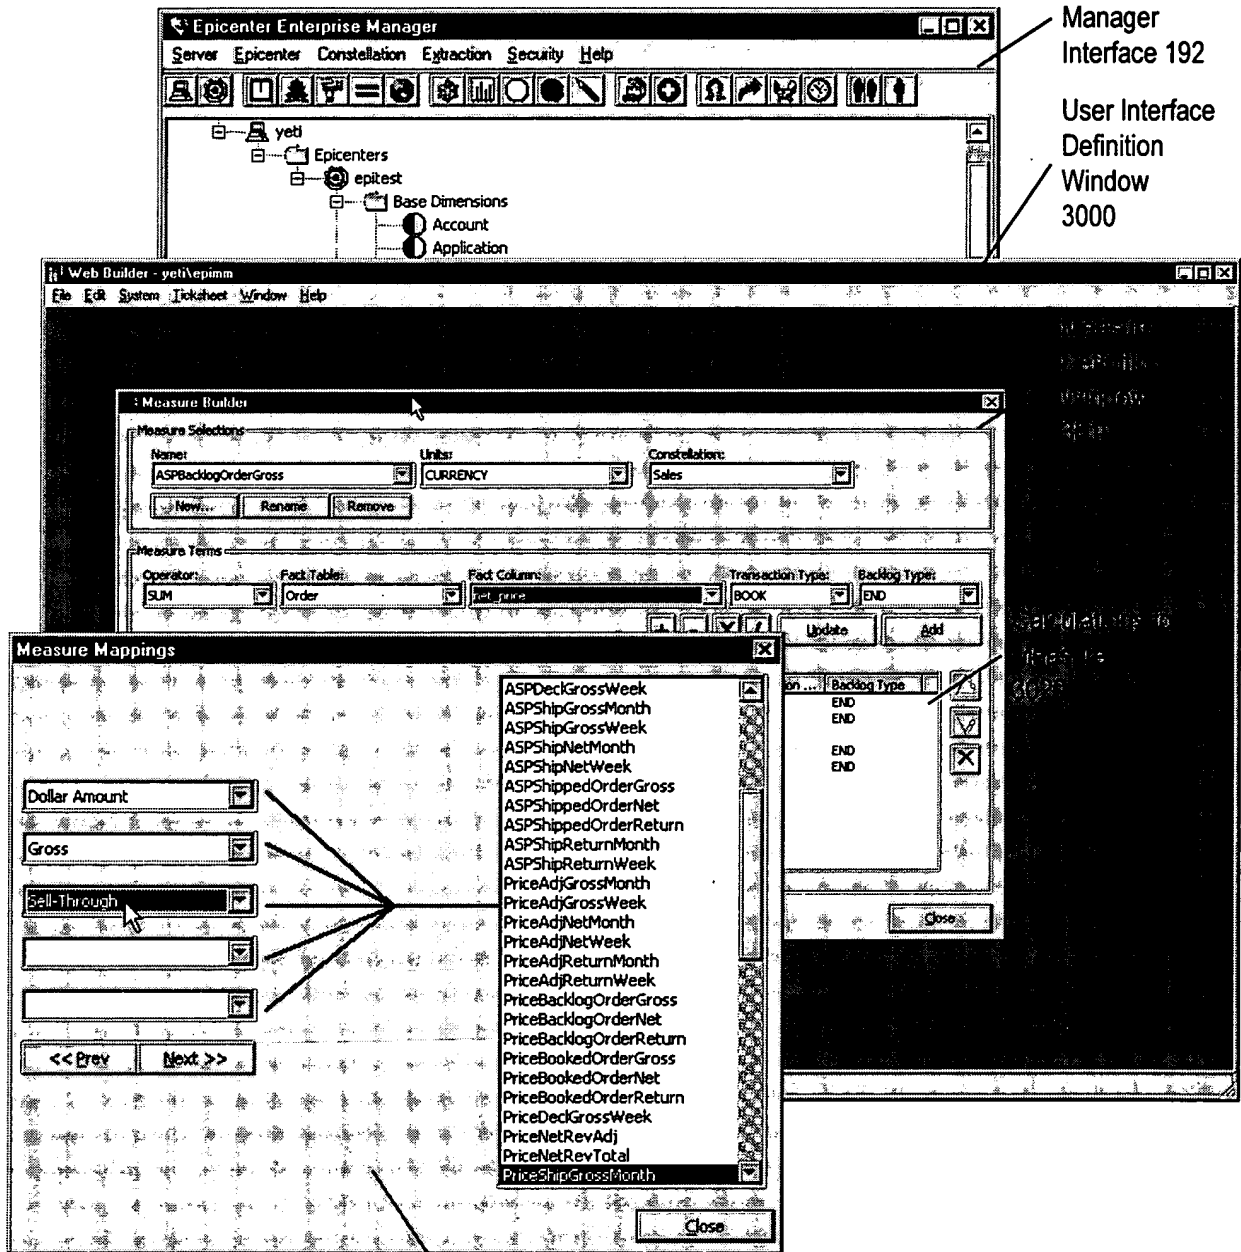 Epicenter Enterprise Manager
Server Epicenter Constellation Extraction Security Help
Manager
Interface 192
User Interface
Definition
Window
3000
yeti
Epicenters
epitest
Base Dimensions
Account
Application
Web Builder - yeti\epimm
File Edit System Ticksheet Window Help
Measure Builder
Measure Selections
Name: Units: Constellation:
ASPBacklogOrderGross CURRENCY Sales
New... Rename Remove
Measure Terms
Operator: Fact Table: Fact Column: Transaction Type: Backlog Type:
SUM Order net_price BOOK END
+ - X / Update Add
on ... Backlog Type
END
END
END
END
Close
Measure Mappings
Dollar Amount
Gross
Sell-Through
<< Prev Next >>
ASPDeclGrossWeek
ASPShipGrossMonth
ASPShipGrossWeek
ASPShipNetMonth
ASPShipNetWeek
ASPShippedOrderGross
ASPShippedOrderNet
ASPShippedOrderReturn
ASPShipReturnMonth
ASPShipReturnWeek
PriceAdjGrossMonth
PriceAdjGrossWeek
PriceAdjNetMonth
PriceAdjNetWeek
PriceAdjReturnMonth
PriceAdjReturnWeek
PriceBacklogOrderGross
PriceBacklogOrderNet
PriceBacklogOrderReturn
PriceBookedOrderGross
PriceBookedOrderNet
PriceBookedOrderReturn
PriceDeclGrossWeek
PriceNetRevAdj
PriceNetRevTotal
PriceShipGrossMonth
Close